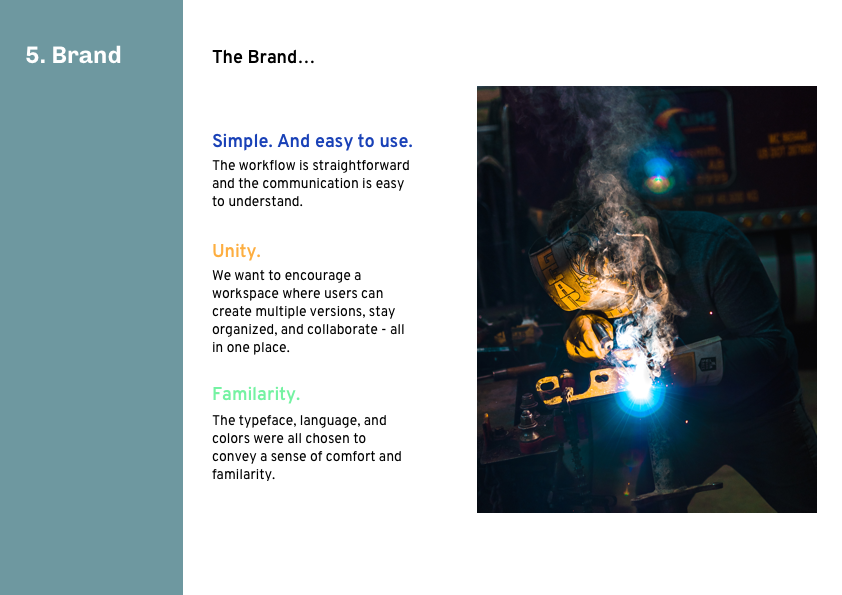 5. Brand
The Brand...
Simple. And easy to use.
The workflow is straightforward
and the communication is easy
to understand.
Unity.
We want to encourage a
workspace where users can
create multiple versions, stay
organized, and collaborate - all
in one place.
Familarity.
The typeface, language, and
colors were all chosen to
convey a sense of comfort and
familarity.